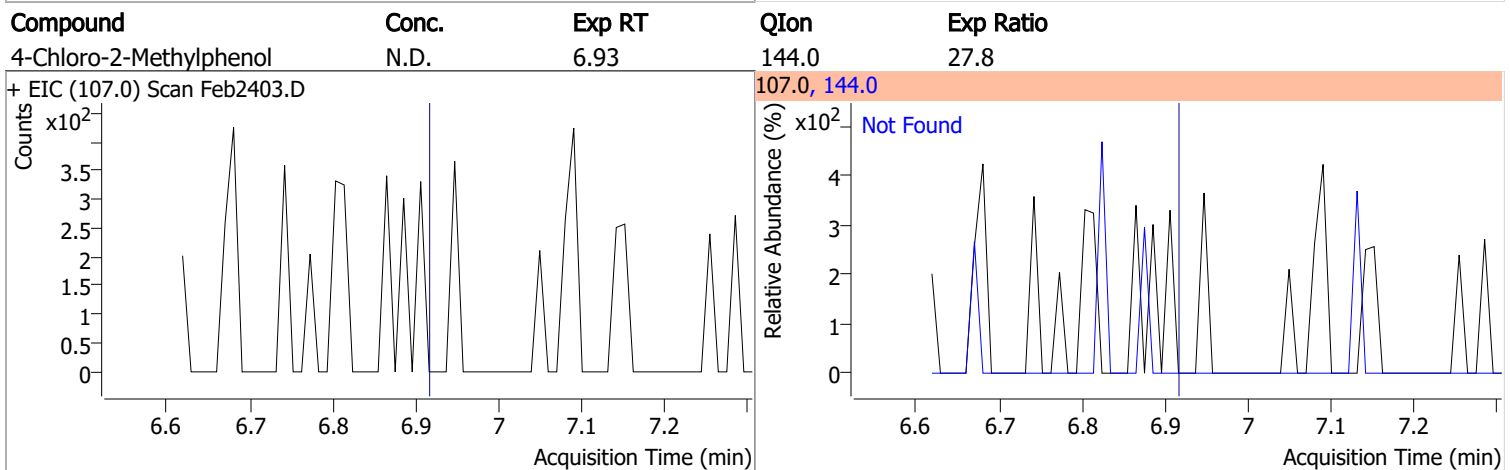 Compound Conc. Exp RT QIon Exp Ratio
4-Chloro-2-Methylphenol N.D. 6.93 144.0 27.8
+ EIC (107.0) Scan Feb2403.D
Counts
x10²
3.5
3
2.5
2
1.5
1
0.5
0
6.6 6.7 6.8 6.9 7 7.1 7.2
Acquisition Time (min)
107.0, 144.0
Relative Abundance (%)
x10²
Not Found
4
3
2
1
0
6.6 6.7 6.8 6.9 7 7.1 7.2
Acquisition Time (min)